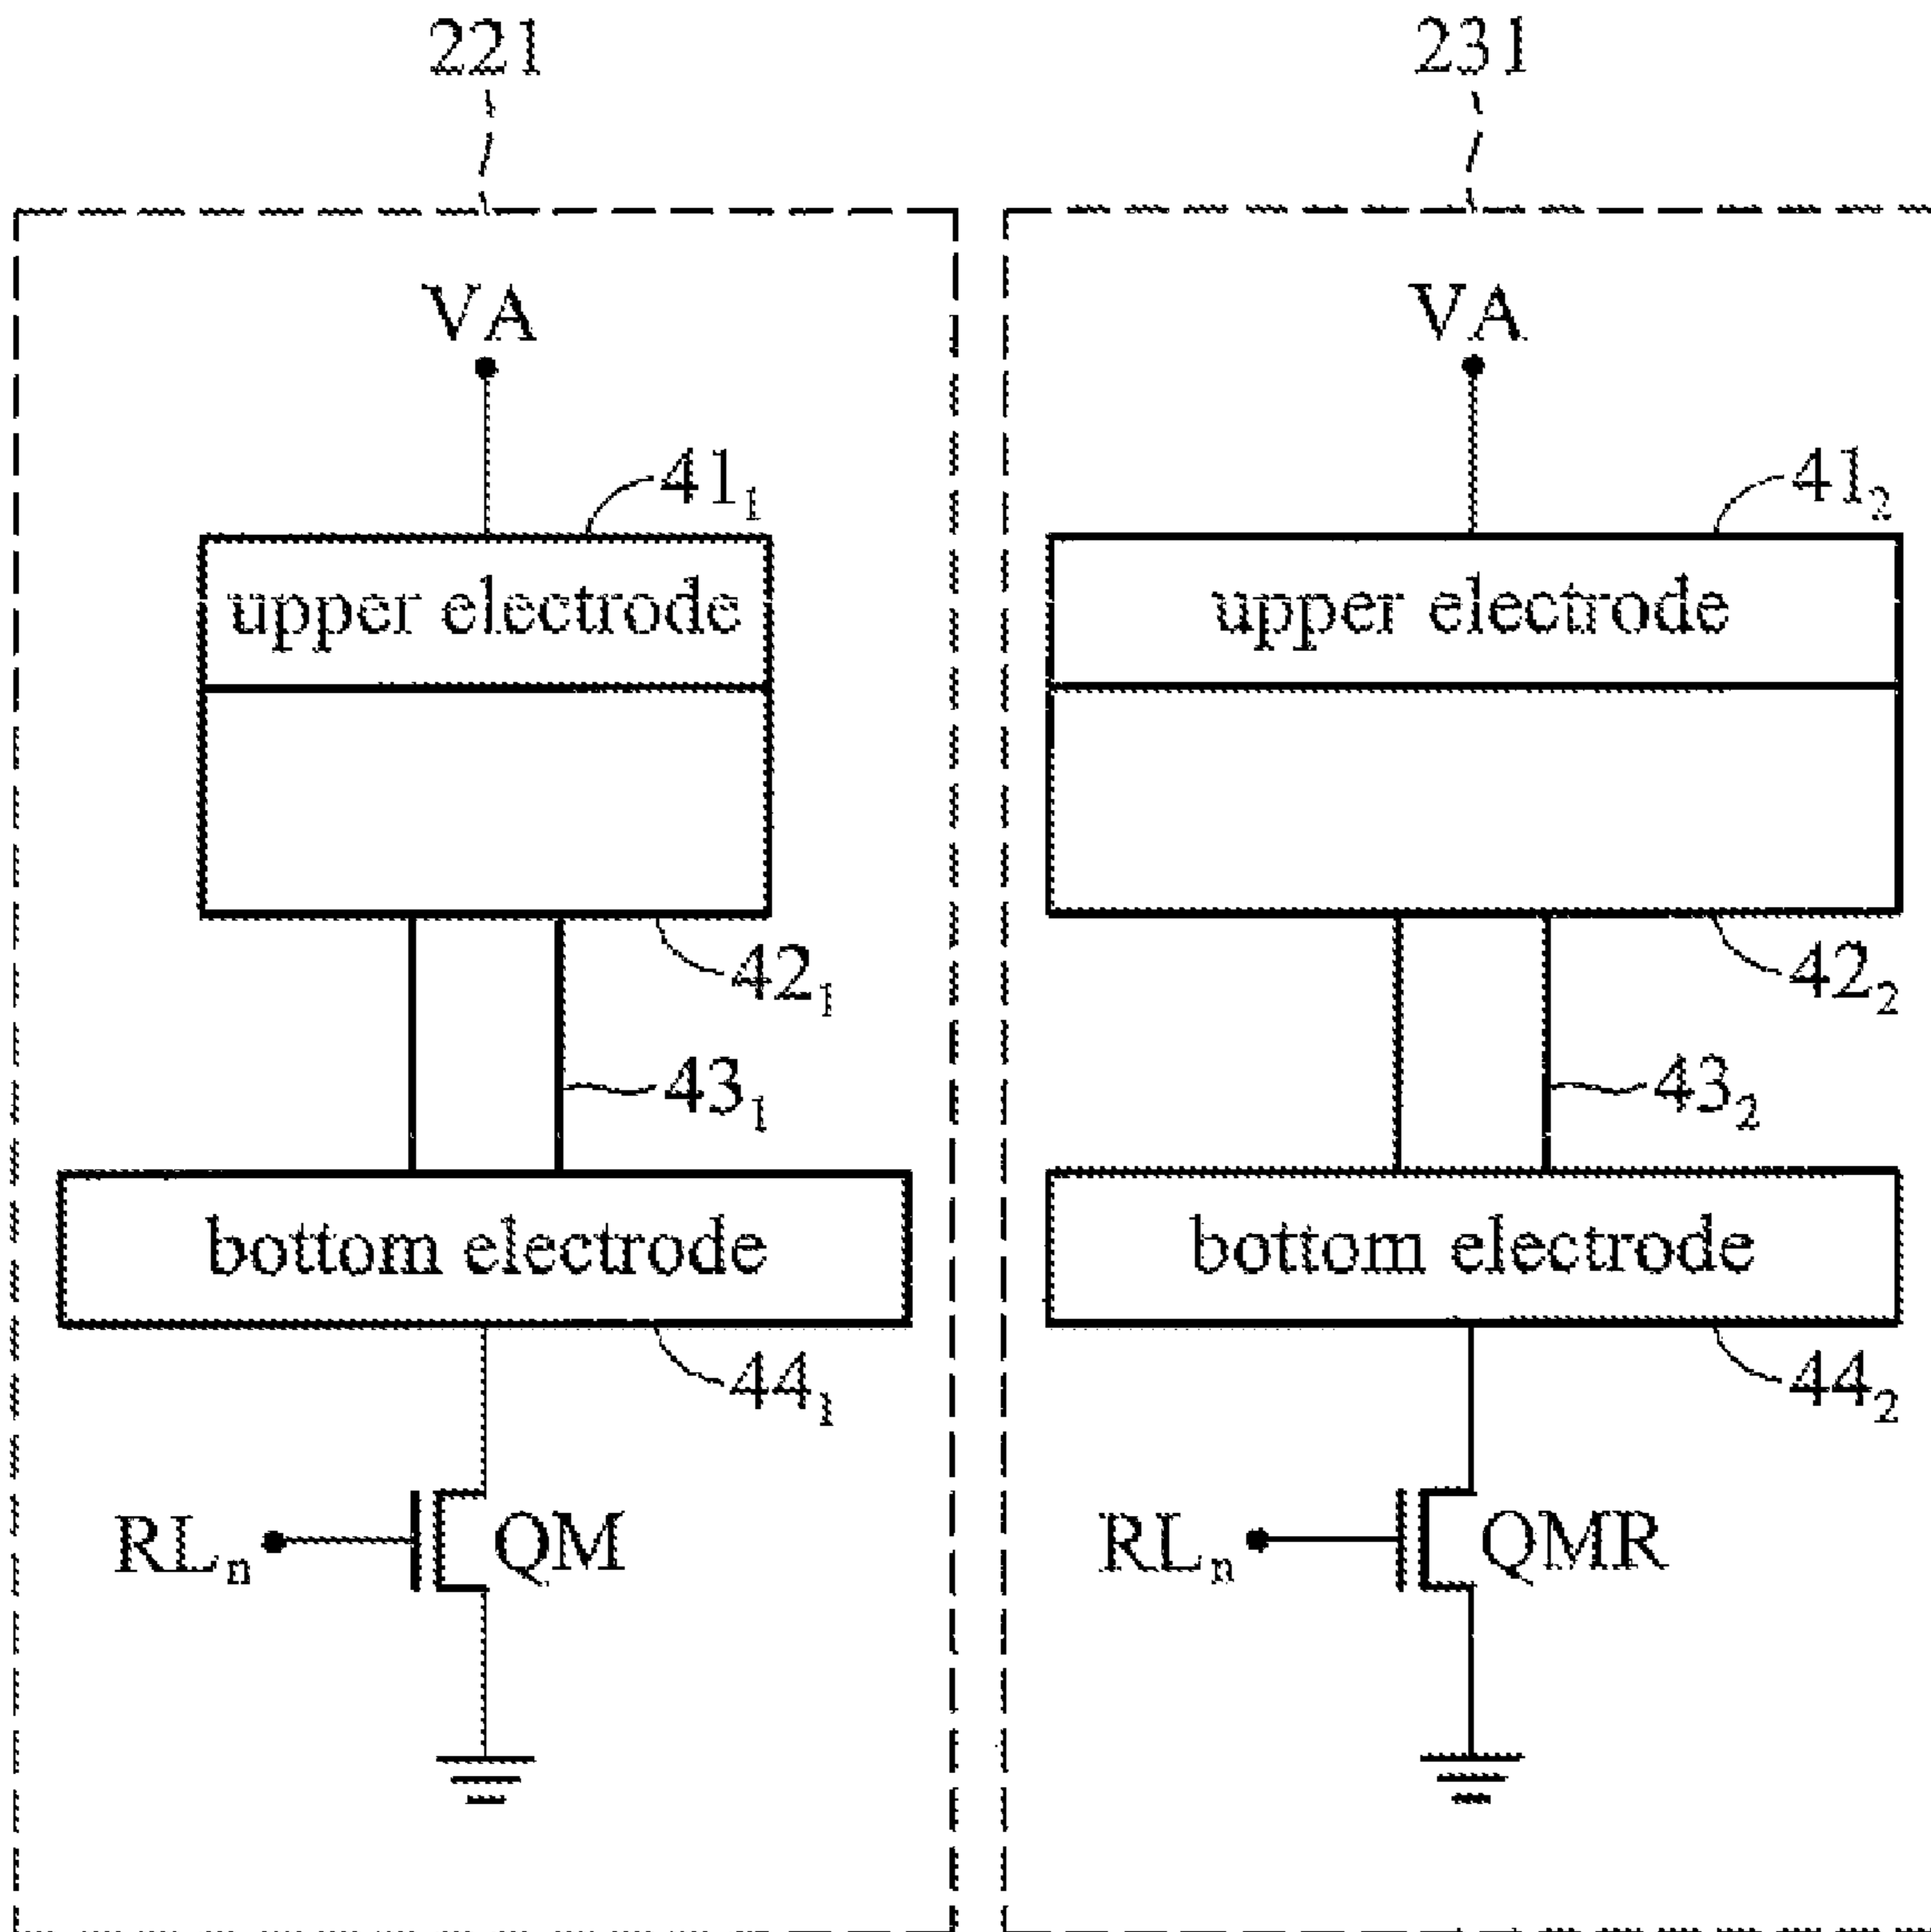 221
VA
41₁
upper electrode
42₁
43₁
bottom electrode
44₁
RLₙ
QM
231
VA
41₂
upper electrode
42₂
43₂
bottom electrode
44₂
RLₙ
QMR